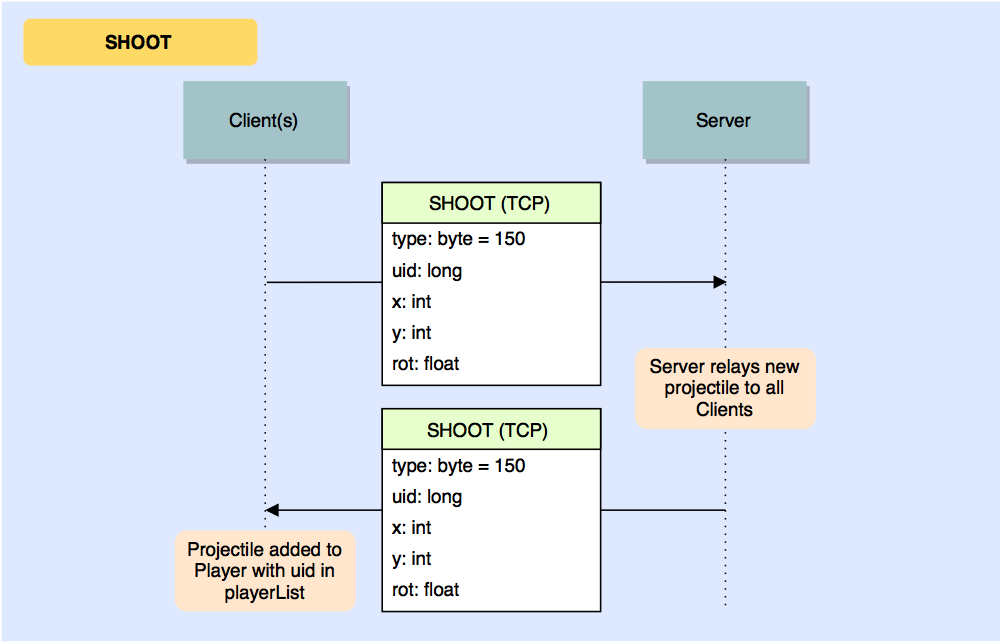 SHOOT
Client(s)
Server
SHOOT (TCP)
type: byte = 150
uid: long
x: int
y: int
rot: float
Server relays new
projectile to all
Clients
SHOOT (TCP)
type: byte = 150
uid: long
x: int
y: int
rot: float
Projectile added to
Player with uid in
playerList